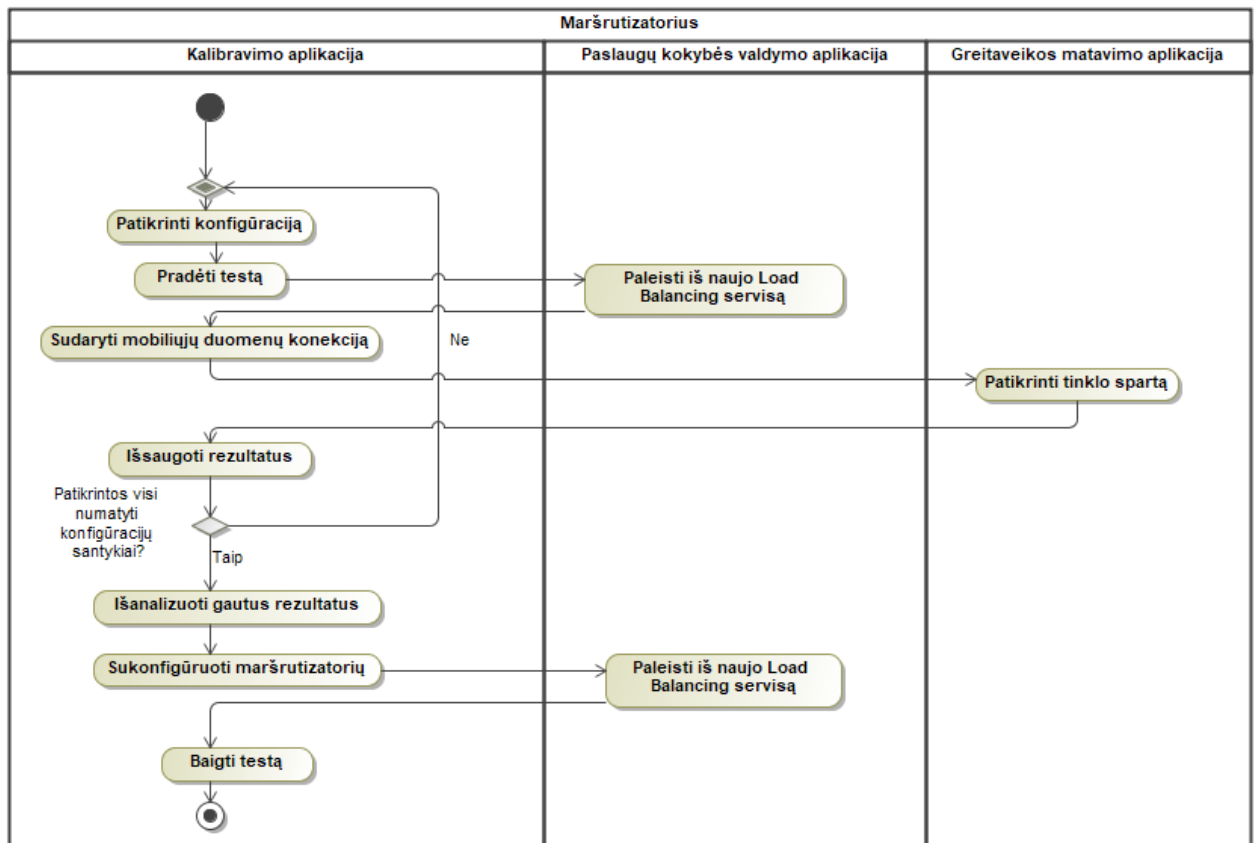 Maršrutizatorius
Kalibravimo aplikacija
Paslaugų kokybės valdymo aplikacija
Greitaveikos matavimo aplikacija
Patikrinti konfigūraciją
Pradėti testą
Paleisti iš naujo Load
Balancing servisą
Sudaryti mobiliųjų duomenų konekciją
Ne
Patikrinti tinklo spartą
Išsaugoti rezultatus
Patikrintos visi
numatyti
konfigūracijų
santykiai?
Taip
Išanalizuoti gautus rezultatus
Sukonfigūruoti maršrutizatorių
Paleisti iš naujo Load
Balancing servisą
Baigti testą